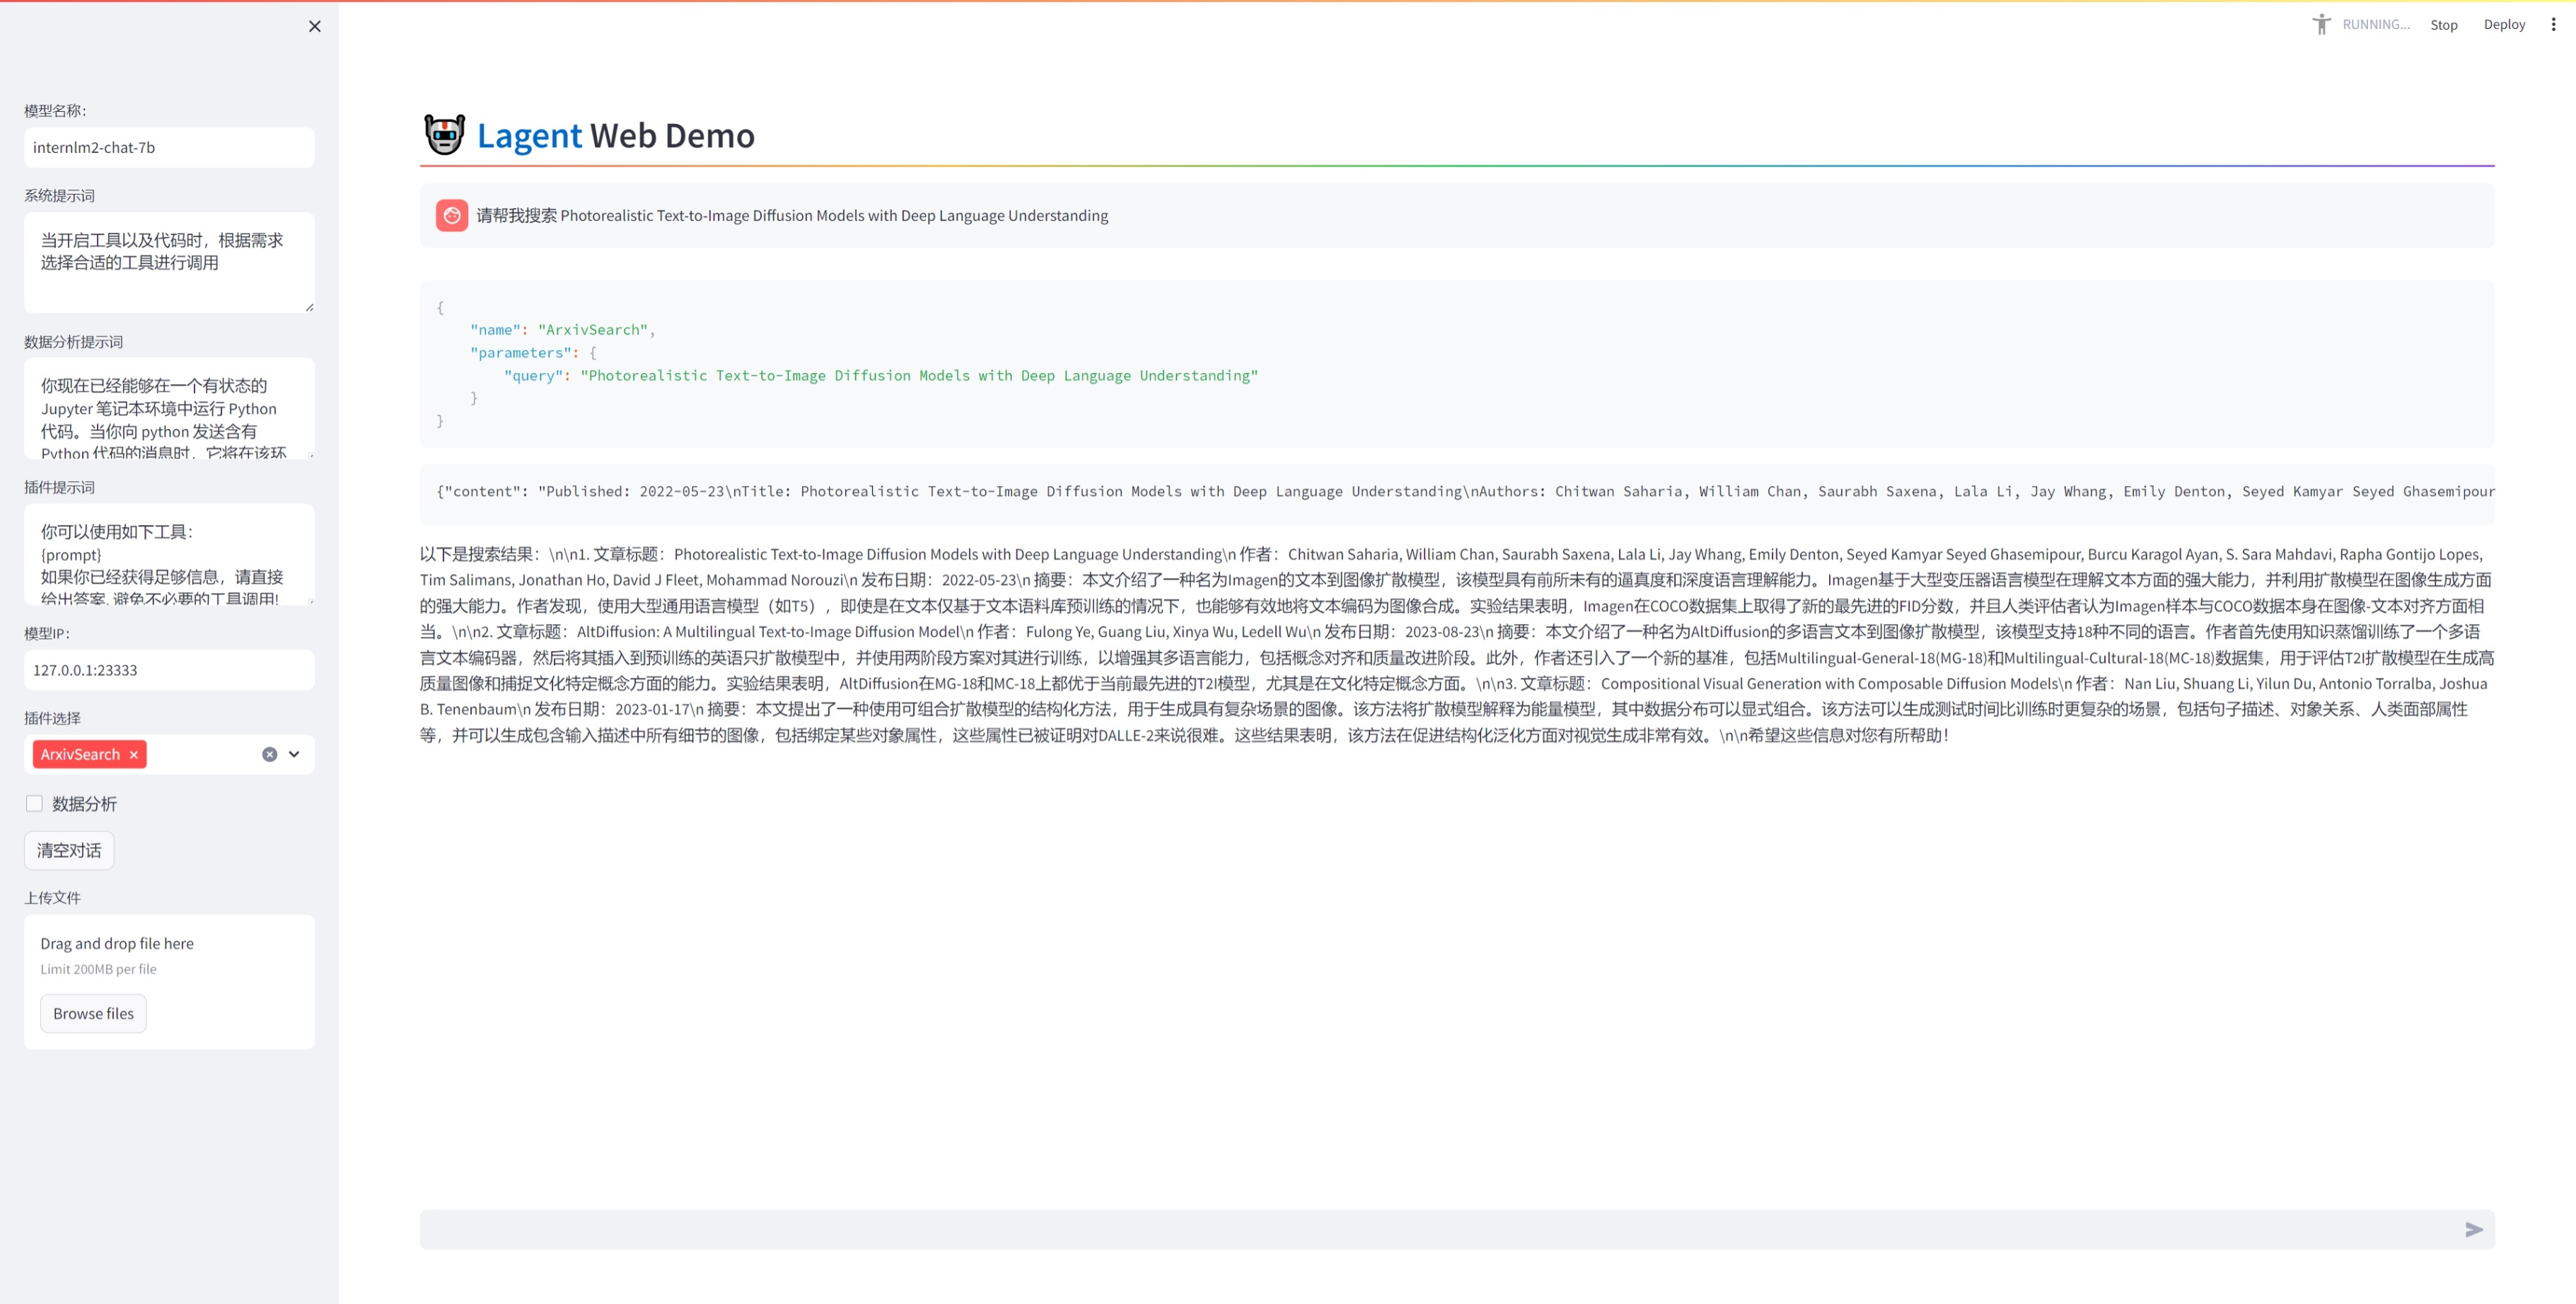 模型名称：
internlm2-chat-7b
系统提示词
当开启工具以及代码时，根据需求
选择合适的工具进行调用
数据分析提示词
你现在已经能够在一个有状态的
Jupyter 笔记本环境中运行 Python
代码。当你向 python 发送含有
Python 代码的消息时，它将在该环
插件提示词
你可以使用如下工具：
{prompt}
如果你已经获得足够信息，请直接
给出答案. 避免不必要的工具调用!
模型IP：
127.0.0.1:23333
插件选择
ArxivSearch
数据分析
清空对话
上传文件
Drag and drop file here
Limit 200MB per file
Browse files
RUNNING... Stop Deploy
Lagent Web Demo
请帮我搜索 Photorealistic Text-to-Image Diffusion Models with Deep Language Understanding
{
"name": "ArxivSearch",
"parameters": {
"query": "Photorealistic Text-to-Image Diffusion Models with Deep Language Understanding"
}
}
{"content": "Published: 2022-05-23\nTitle: Photorealistic Text-to-Image Diffusion Models with Deep Language Understanding\nAuthors: Chitwan Saharia, William Chan, Saurabh Saxena, Lala Li, Jay Whang, Emily Denton, Seyed Kamyar Seyed Ghasemipour
以下是搜索结果：\n\n1. 文章标题：Photorealistic Text-to-Image Diffusion Models with Deep Language Understanding\n 作者：Chitwan Saharia, William Chan, Saurabh Saxena, Lala Li, Jay Whang, Emily Denton, Seyed Kamyar Seyed Ghasemipour, Burcu Karagol Ayan, S. Sara Mahdavi, Rapha Gontijo Lopes,
Tim Salimans, Jonathan Ho, David J Fleet, Mohammad Norouzi\n 发布日期：2022-05-23\n 摘要：本文介绍了一种名为Imagen的文本到图像扩散模型，该模型具有前所未有的逼真度和深度语言理解能力。Imagen基于大型变压器语言模型在理解文本方面的强大能力，并利用扩散模型在图像生成方面
的强大能力。作者发现，使用大型通用语言模型（如T5），即使是在文本仅基于文本语料库预训练的情况下，也能够有效地将文本编码为图像合成。实验结果表明，Imagen在COCO数据集上取得了新的最先进的FID分数，并且人类评估者认为Imagen样本与COCO数据本身在图像-文本对齐方面相
当。\n\n2. 文章标题：AltDiffusion: A Multilingual Text-to-Image Diffusion Model\n 作者：Fulong Ye, Guang Liu, Xinya Wu, Ledell Wu\n 发布日期：2023-08-23\n 摘要：本文介绍了一种名为AltDiffusion的多语言文本到图像扩散模型，该模型支持18种不同的语言。作者首先使用知识蒸馏训练了一个多语
言文本编码器，然后将其插入到预训练的英语只扩散模型中，并使用两阶段方案对其进行训练，以增强其多语言能力，包括概念对齐和质量改进阶段。此外，作者还引入了一个新的基准，包括Multilingual-General-18(MG-18)和Multilingual-Cultural-18(MC-18)数据集，用于评估T2I扩散模型在生成高
质量图像和捕捉文化特定概念方面的能力。实验结果表明，AltDiffusion在MG-18和MC-18上都优于当前最先进的T2I模型，尤其是在文化特定概念方面。\n\n3. 文章标题：Compositional Visual Generation with Composable Diffusion Models\n 作者：Nan Liu, Shuang Li, Yilun Du, Antonio Torralba, Joshua
B. Tenenbaum\n 发布日期：2023-01-17\n 摘要：本文提出了一种使用可组合扩散模型的结构化方法，用于生成具有复杂场景的图像。该方法将扩散模型解释为能量模型，其中数据分布可以显式组合。该方法可以生成测试时间比训练时更复杂的场景，包括句子描述、对象关系、人类面部属性
等，并可以生成包含输入描述中所有细节的图像，包括绑定某些对象属性，这些属性已被证明对DALLE-2来说很难。这些结果表明，该方法在促进结构化泛化方面对视觉生成非常有效。\n\n希望这些信息对您有所帮助！